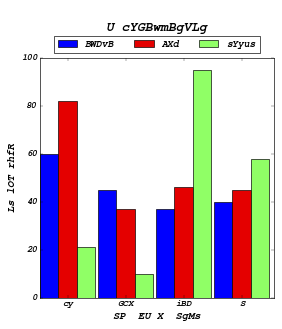 U cYGBwmBgVLg
BWDvB AXd sYyus
100
80
60
40
20
0
Ls lOT rhfR
cy GCX iBD S
SP EU X SgMs